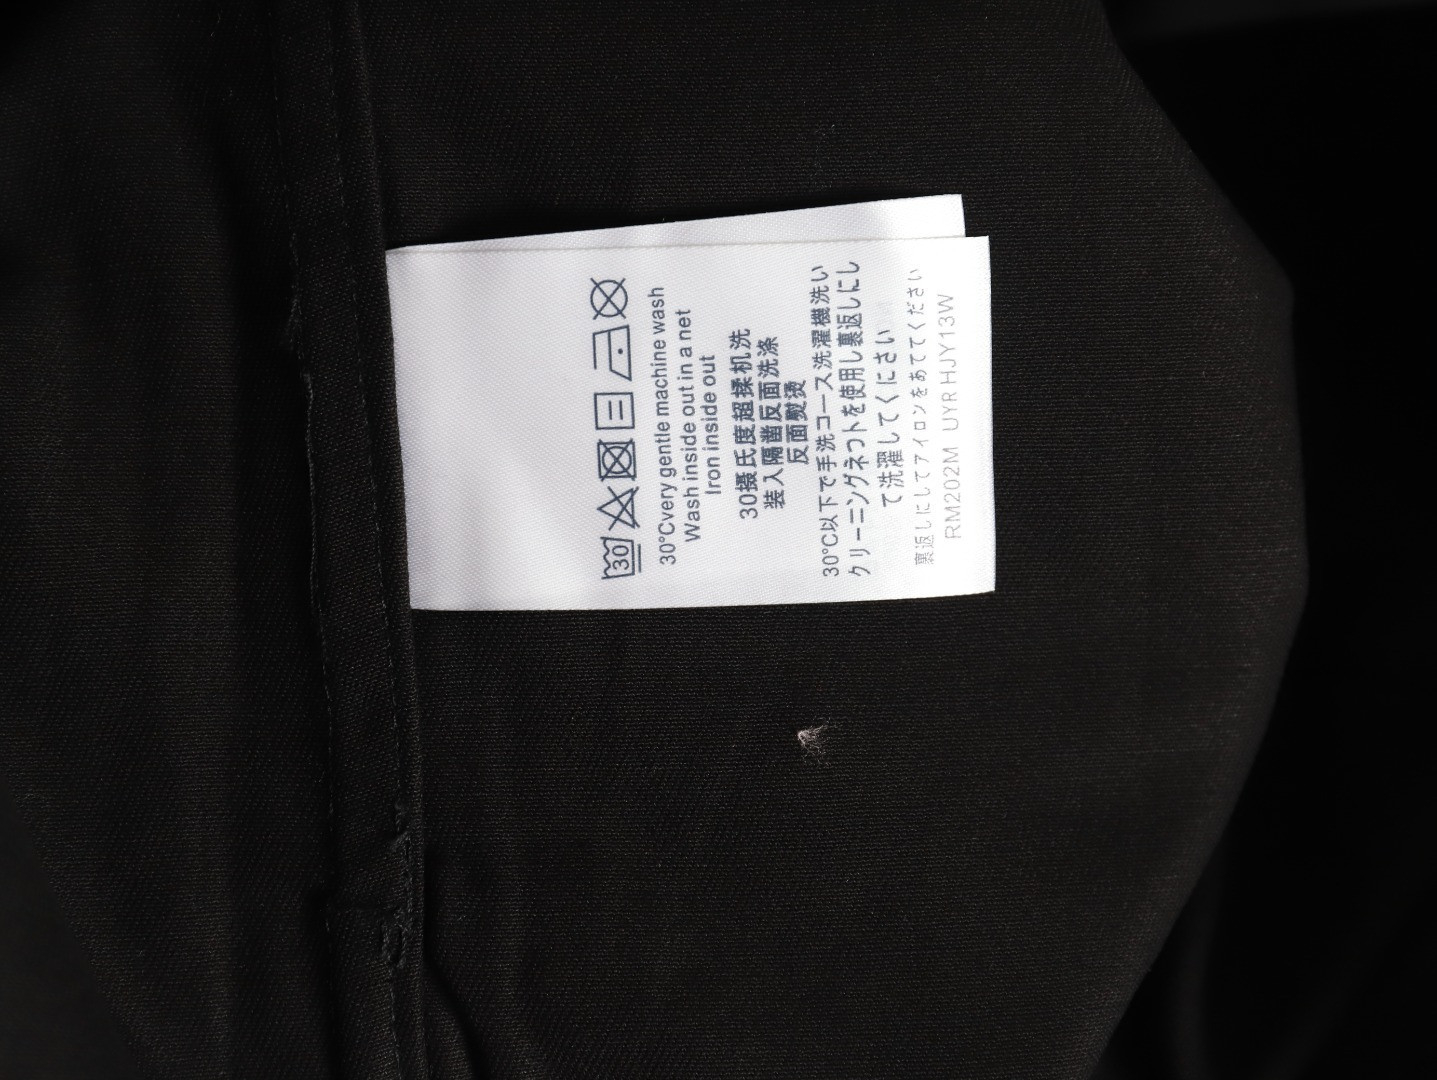 30
30°Cvery gentle machine wash
Wash inside out in a net
Iron inside out
30摄氏度超揉机洗
装入隔凿反面洗涤
反面熨烫
30°C以下で手洗コース洗濯機洗い
クリーニングネットを使用し裏返しにし
て洗濯してくにさい
裏返しにしてアイロンをあててください
RM202M UYRHJY13W